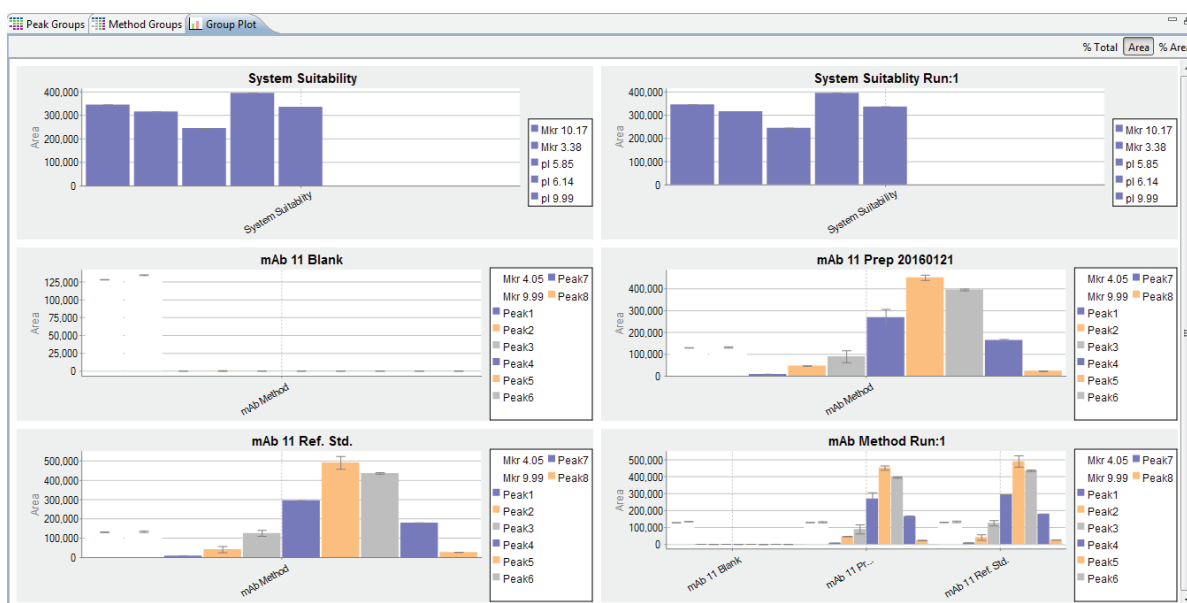 Peak Groups Method Groups Group Plot
% Total Area % Area
System Suitability
400,000
300,000
200,000
100,000
0
Area
System Suitability
Mkr 10.17
Mkr 3.38
pI 5.85
pI 6.14
pI 9.99
System Suitablity Run:1
400,000
300,000
200,000
100,000
0
Area
System Suitablity
Mkr 10.17
Mkr 3.38
pI 5.85
pI 6.14
pI 9.99
mAb 11 Blank
125,000
100,000
75,000
50,000
25,000
0
Area
mAb Method
Mkr 4.05 Peak7
Mkr 9.99 Peak8
Peak1
Peak2
Peak3
Peak4
Peak5
Peak6
mAb 11 Prep 20160121
400,000
300,000
200,000
100,000
0
Area
mAb Method
Mkr 4.05 Peak7
Mkr 9.99 Peak8
Peak1
Peak2
Peak3
Peak4
Peak5
Peak6
mAb 11 Ref. Std.
500,000
400,000
300,000
200,000
100,000
0
Area
mAb Method
Mkr 4.05 Peak7
Mkr 9.99 Peak8
Peak1
Peak2
Peak3
Peak4
Peak5
Peak6
mAb Method Run:1
500,000
400,000
300,000
200,000
100,000
0
Area
mAb 11 Blank
mAb 11 Pr...
mAb 11 Ref. Std.
Mkr 4.05 Peak7
Mkr 9.99 Peak8
Peak1
Peak2
Peak3
Peak4
Peak5
Peak6